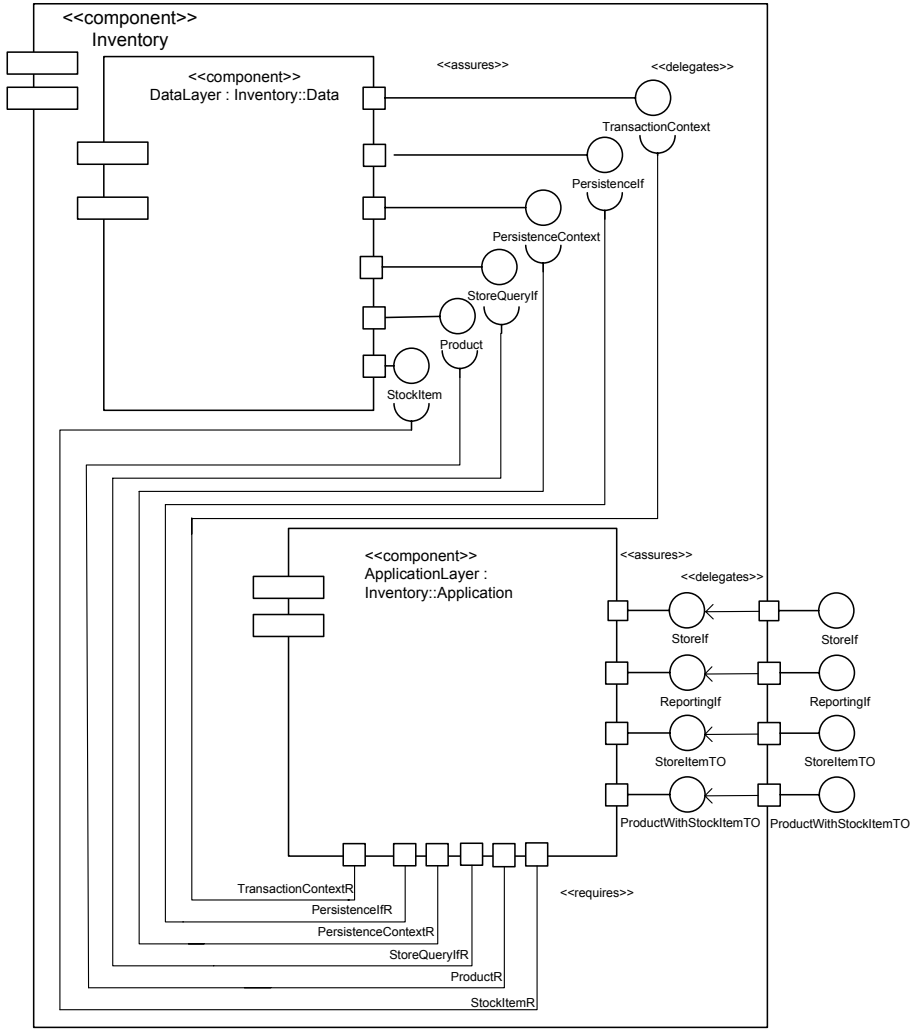 <<component>>
Inventory
<<component>>
DataLayer : Inventory::Data
<<assures>>
<<delegates>>
TransactionContext
PersistenceIf
PersistenceContext
StoreQueryIf
Product
StockItem
<<component>>
ApplicationLayer :
Inventory::Application
<<assures>>
<<delegates>>
StoreIf
StoreIf
ReportingIf
ReportingIf
StoreItemTO
StoreItemTO
ProductWithStockItemTO
ProductWithStockItemTO
TransactionContextR
<<requires>>
PersistenceIfR
PersistenceContextR
StoreQueryIfR
ProductR
StockItemR